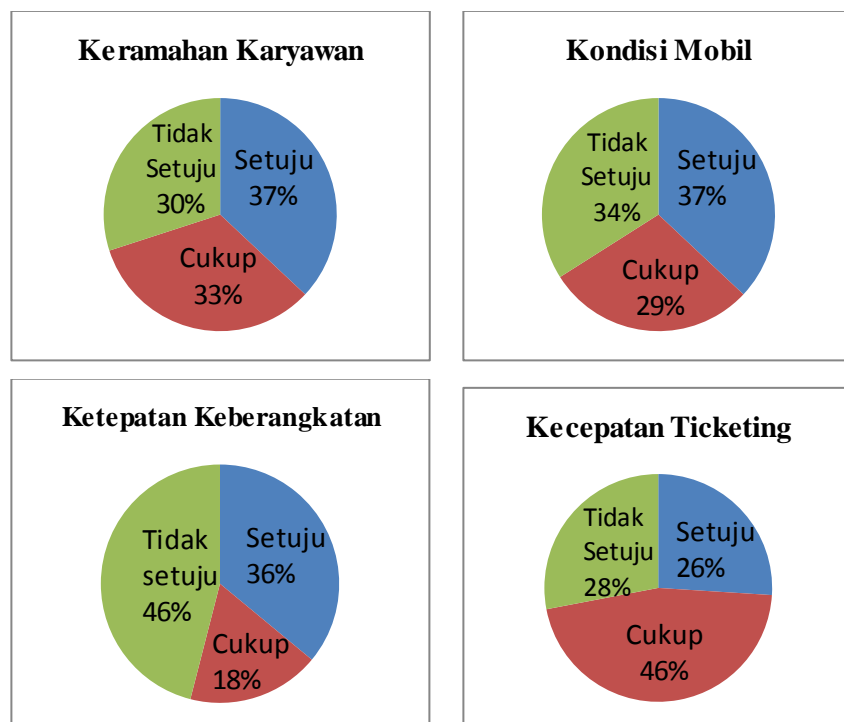 Keramahan Karyawan
Tidak
Setuju
30%
Setuju
37%
Cukup
33%
Kondisi Mobil
Tidak
Setuju
34%
Setuju
37%
Cukup
29%
Ketepatan Keberangkatan
Tidak
setuju
46%
Setuju
36%
Cukup
18%
Kecepatan Ticketing
Tidak
Setuju
28%
Setuju
26%
Cukup
46%